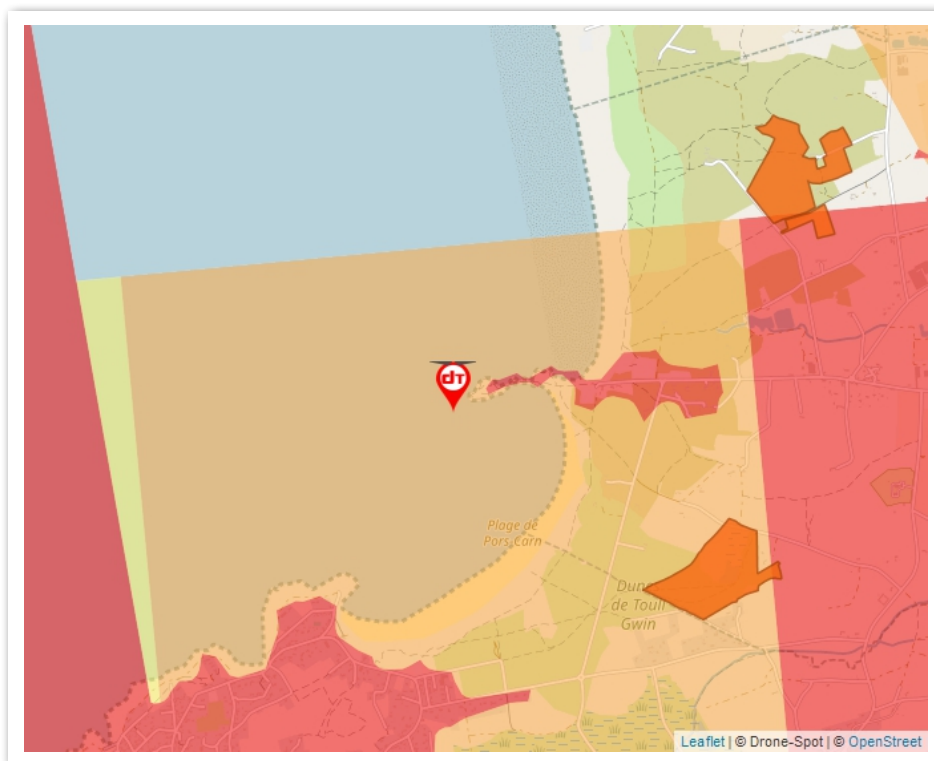 dT
Plage de
Pors Carn
Dun
de Toull
Gwin
Leaflet | © Drone-Spot | © OpenStreet